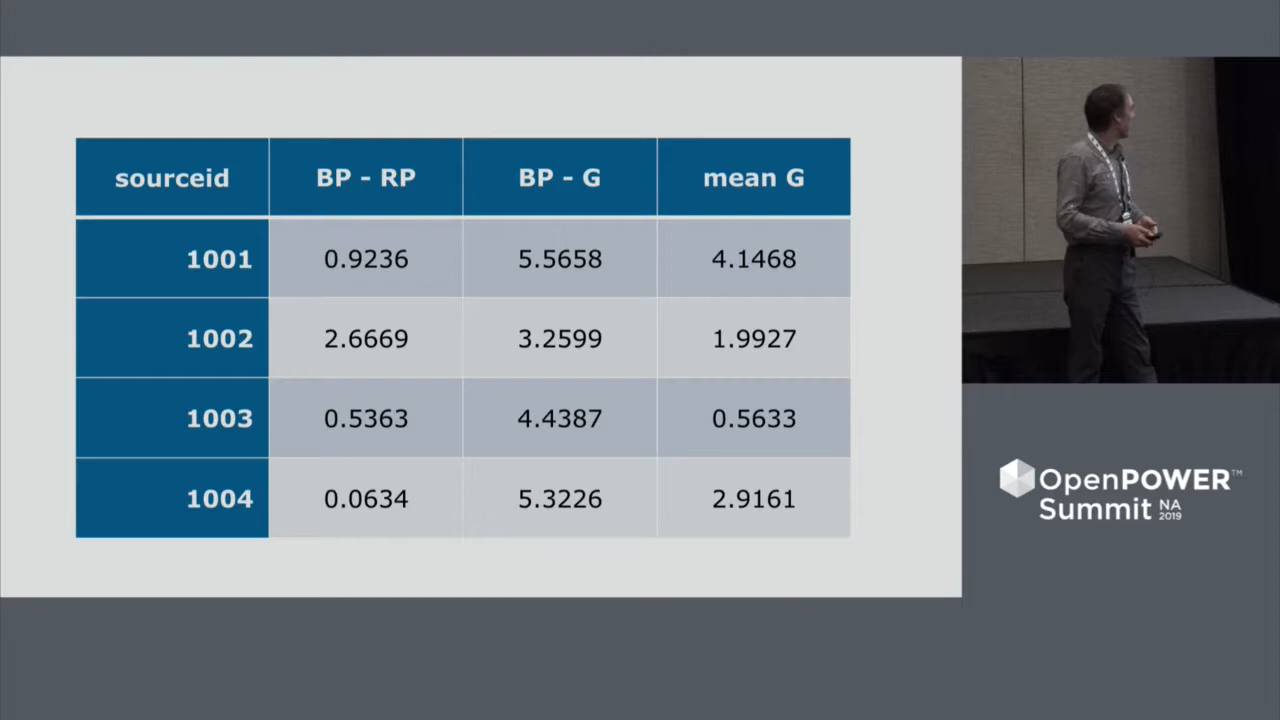 sourceid BP - RP BP - G mean G
1001 0.9236 5.5658 4.1468
1002 2.6669 3.2599 1.9927
1003 0.5363 4.4387 0.5633
1004 0.0634 5.3226 2.9161
OpenPOWER™
Summit NA 2019